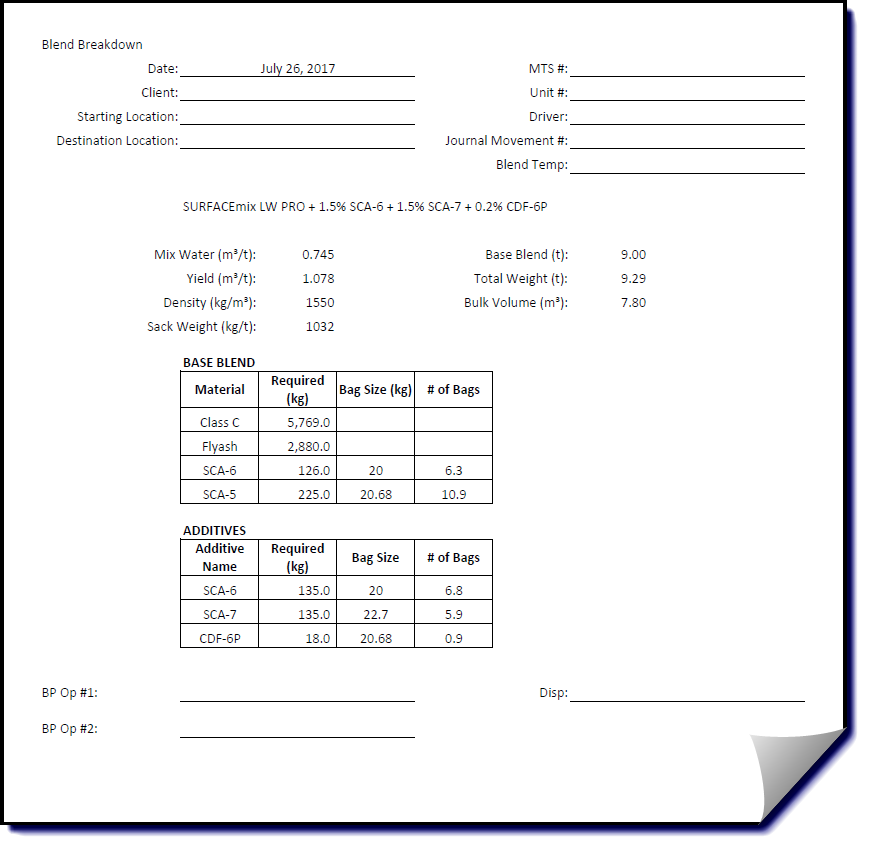 Blend Breakdown
Date: July 26, 2017 MTS #:
Client: Unit #:
Starting Location: Driver:
Destination Location: Journal Movement #:
Blend Temp:
SURFACEmix LW PRO + 1.5% SCA-6 + 1.5% SCA-7 + 0.2% CDF-6P
Mix Water (m³/t): 0.745 Base Blend (t): 9.00
Yield (m³/t): 1.078 Total Weight (t): 9.29
Density (kg/m³): 1550 Bulk Volume (m³): 7.80
Sack Weight (kg/t): 1032
BASE BLEND
Material Required (kg) Bag Size (kg) # of Bags
Class C 5,769.0
Flyash 2,880.0
SCA-6 126.0 20 6.3
SCA-5 225.0 20.68 10.9
ADDITIVES
Additive Name Required (kg) Bag Size # of Bags
SCA-6 135.0 20 6.8
SCA-7 135.0 22.7 5.9
CDF-6P 18.0 20.68 0.9
BP Op #1: Disp:
BP Op #2: